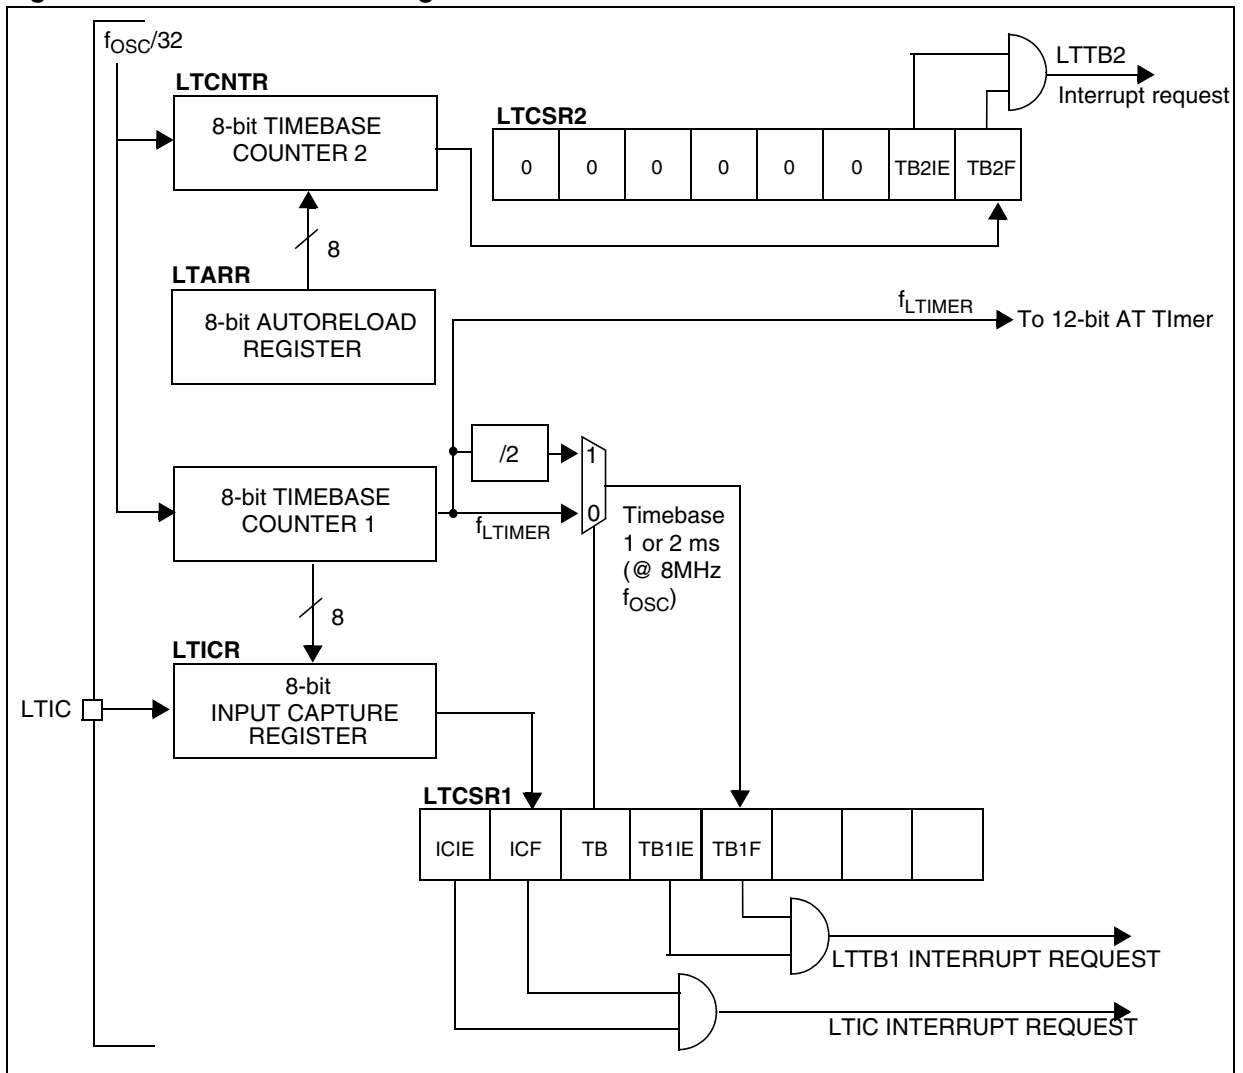 fOSC/32
LTCNTR
8-bit TIMEBASE
COUNTER 2
8
LTARR
8-bit AUTORELOAD
REGISTER
LTCSR2
0 0 0 0 0 0 TB2IE TB2F
LTTB2
Interrupt request
fLTIMER
To 12-bit AT TImer
/2
1
0
8-bit TIMEBASE
COUNTER 1
fLTIMER
Timebase
1 or 2 ms
(@ 8MHz
fOSC)
8
LTICR
LTIC
8-bit
INPUT CAPTURE
REGISTER
LTCSR1
ICIE ICF TB TB1IE TB1F
LTTB1 INTERRUPT REQUEST
LTIC INTERRUPT REQUEST